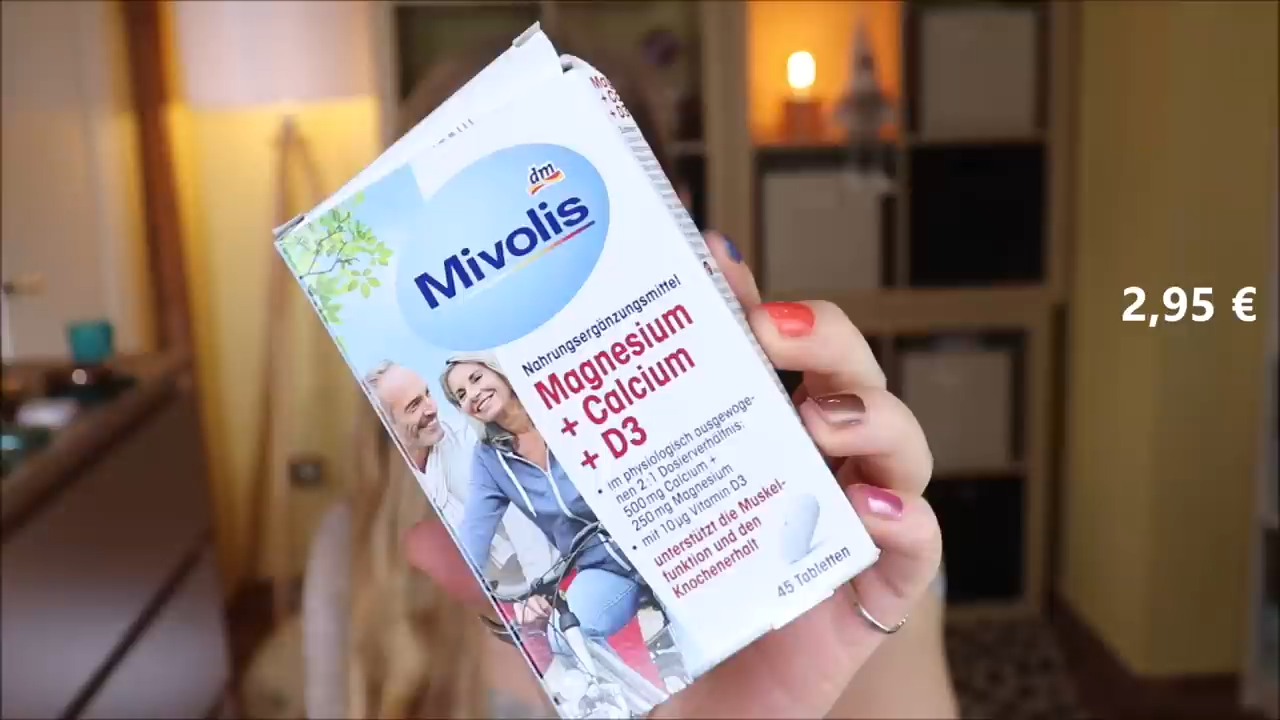 dm
Mivolis
Nahrungsergänzungsmittel
Magnesium
+ Calcium
+ D3
• im physiologisch ausgewoge-
nen 2:1 Dosierverhältnis:
500 mg Calcium +
250 mg Magnesium
• mit 10 µg Vitamin D3
unterstützt die Muskel-
funktion und den
Knochenerhalt
45 Tabletten
2,95 €